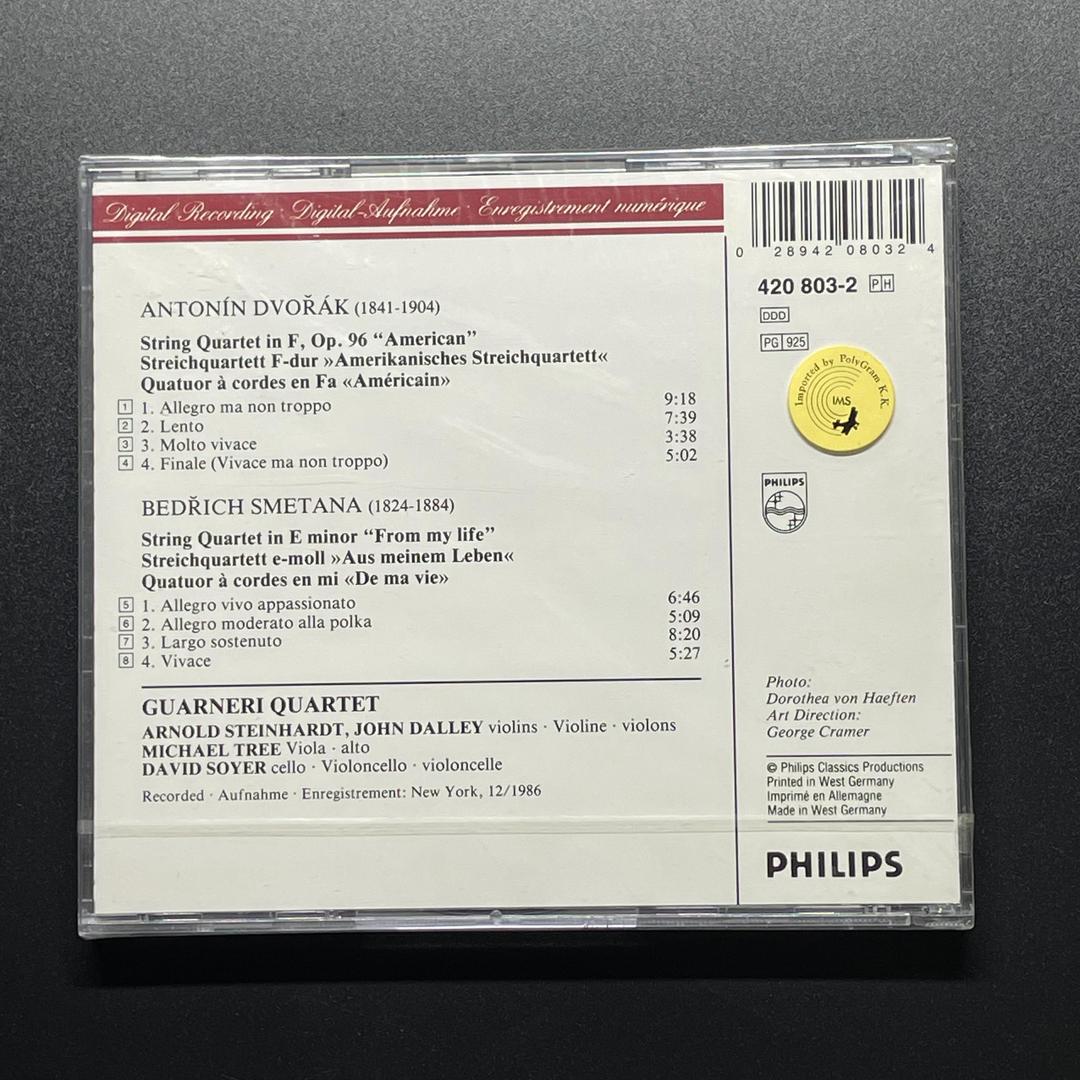 Digital Recording · Digital-Aufnahme · Enregistrement numérique
ANTONÍN DVOŘÁK (1841-1904)
String Quartet in F, Op. 96 “American”
Streichquartett F-dur »Amerikanisches Streichquartett«
Quatuor à cordes en Fa «Américain»
1 1. Allegro ma non troppo 9:18
2 2. Lento 7:39
3 3. Molto vivace 3:38
4 4. Finale (Vivace ma non troppo) 5:02
BEDŘICH SMETANA (1824-1884)
String Quartet in E minor “From my life”
Streichquartett e-moll »Aus meinem Leben«
Quatuor à cordes en mi «De ma vie»
5 1. Allegro vivo appassionato 6:46
6 2. Allegro moderato alla polka 5:09
7 3. Largo sostenuto 8:20
8 4. Vivace 5:27
GUARNERI QUARTET
ARNOLD STEINHARDT, JOHN DALLEY violins · Violine · violons
MICHAEL TREE Viola · alto
DAVID SOYER cello · Violoncello · violoncelle
Recorded · Aufnahme · Enregistrement: New York, 12/1986
0 28942 08032 4
420 803-2 PH
DDD
PG 925
Imported by PolyGram K.K.
IMS
PHILIPS
Photo:
Dorothea von Haeften
Art Direction:
George Cramer
© Philips Classics Productions
Printed in West Germany
Imprimé en Allemagne
Made in West Germany
PHILIPS